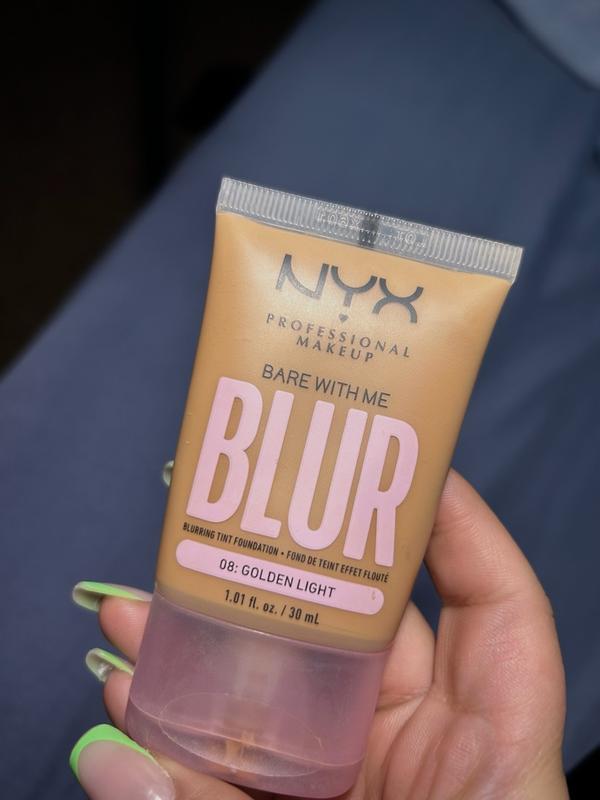 NYX
PROFESSIONAL
MAKEUP
BARE WITH ME
BLUR
BLURRING TINT FOUNDATION • FOND DE TEINT EFFET FLOUTÉ
08: GOLDEN LIGHT
1.01 fl. oz. / 30 mL